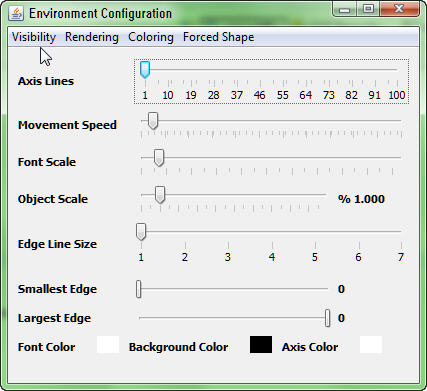 Environment Configuration
Visibility Rendering Coloring Forced Shape
Axis Lines
1 10 19 28 37 46 55 64 73 82 91 100
Movement Speed
Font Scale
Object Scale % 1.000
Edge Line Size
1 2 3 4 5 6 7
Smallest Edge 0
Largest Edge 0
Font Color Background Color Axis Color